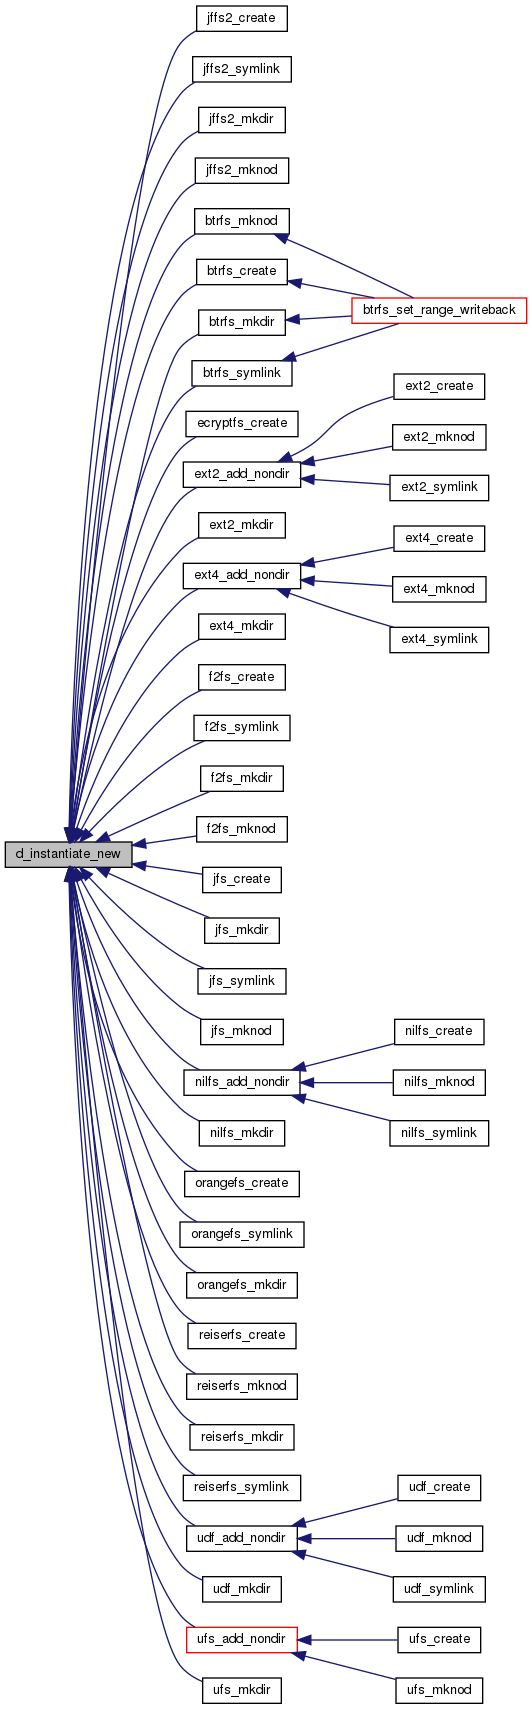 jffs2_create
jffs2_symlink
jffs2_mkdir
jffs2_mknod
btrfs_mknod
btrfs_create
btrfs_set_range_writeback
btrfs_mkdir
btrfs_symlink
ext2_create
ecryptfs_create
ext2_mknod
ext2_add_nondir
ext2_symlink
ext2_mkdir
ext4_create
ext4_add_nondir
ext4_mknod
ext4_mkdir
ext4_symlink
f2fs_create
f2fs_symlink
f2fs_mkdir
f2fs_mknod
d_instantiate_new
jfs_create
jfs_mkdir
jfs_symlink
jfs_mknod
nilfs_create
nilfs_add_nondir
nilfs_mknod
nilfs_mkdir
nilfs_symlink
orangefs_create
orangefs_symlink
orangefs_mkdir
reiserfs_create
reiserfs_mknod
reiserfs_mkdir
reiserfs_symlink
udf_create
udf_add_nondir
udf_mknod
udf_mkdir
udf_symlink
ufs_add_nondir
ufs_create
ufs_mkdir
ufs_mknod